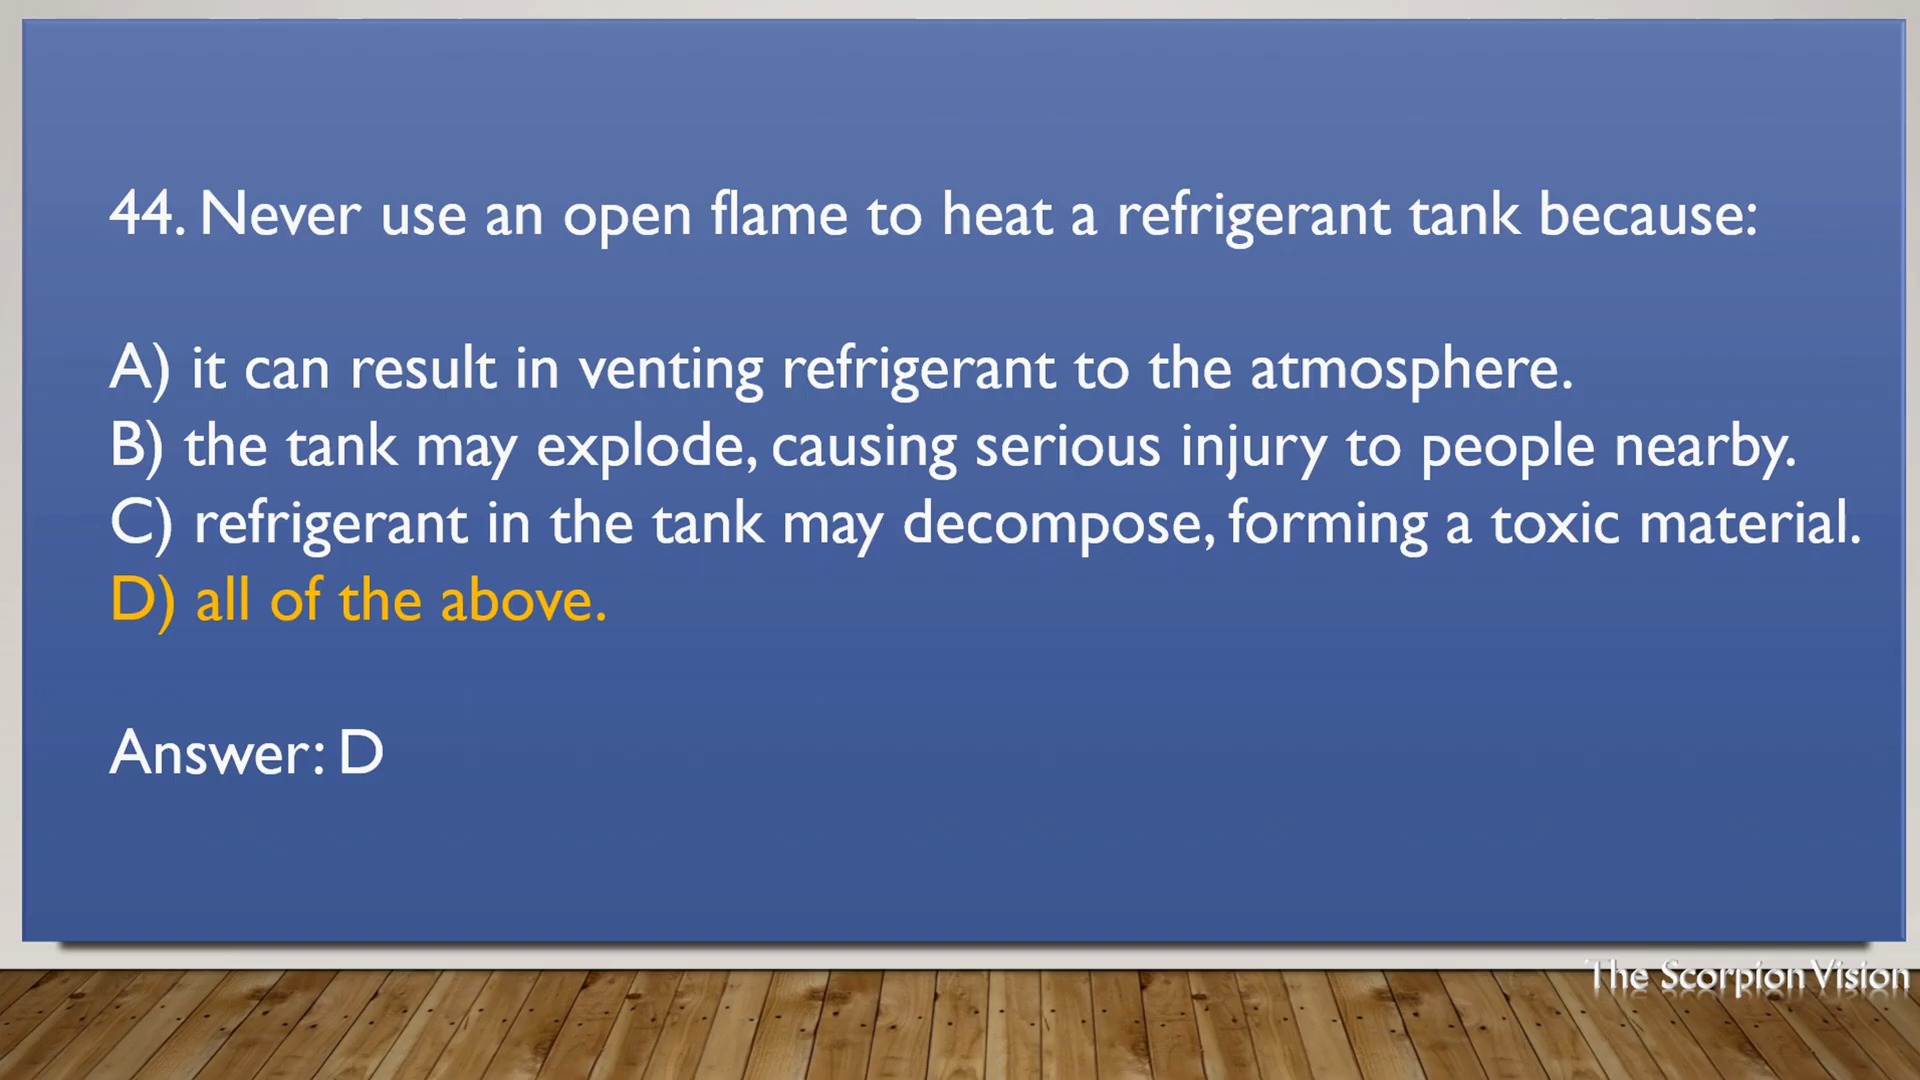 44. Never use an open flame to heat a refrigerant tank because:
A) it can result in venting refrigerant to the atmosphere.
B) the tank may explode, causing serious injury to people nearby.
C) refrigerant in the tank may decompose, forming a toxic material.
D) all of the above.
Answer: D
The Scorpion Vision